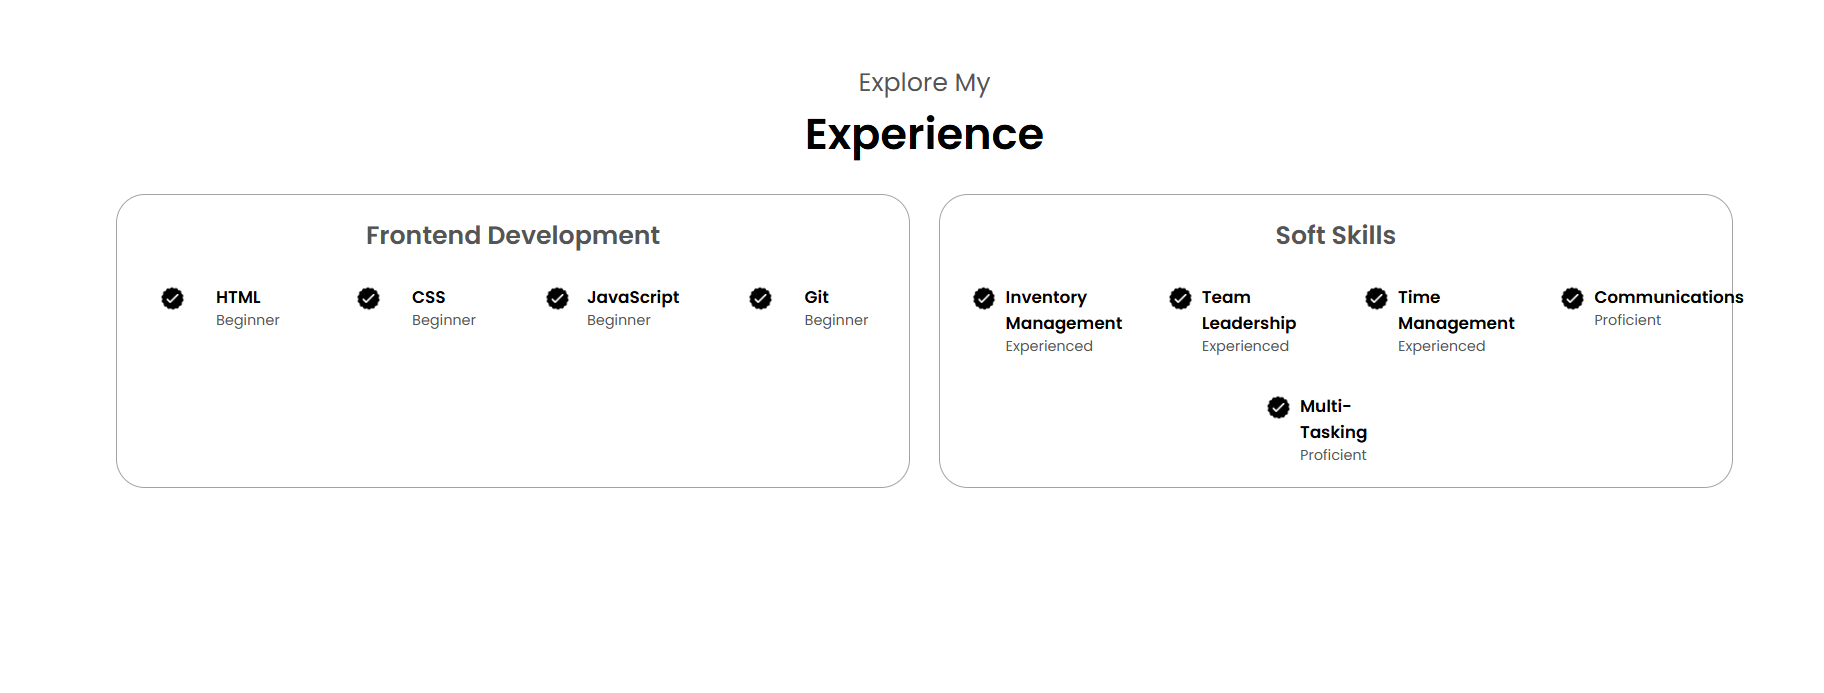 Explore My
Experience
Frontend Development
HTML
Beginner
CSS
Beginner
JavaScript
Beginner
Git
Beginner
Soft Skills
Inventory
Management
Experienced
Team
Leadership
Experienced
Time
Management
Experienced
Communications
Proficient
Multi-
Tasking
Proficient